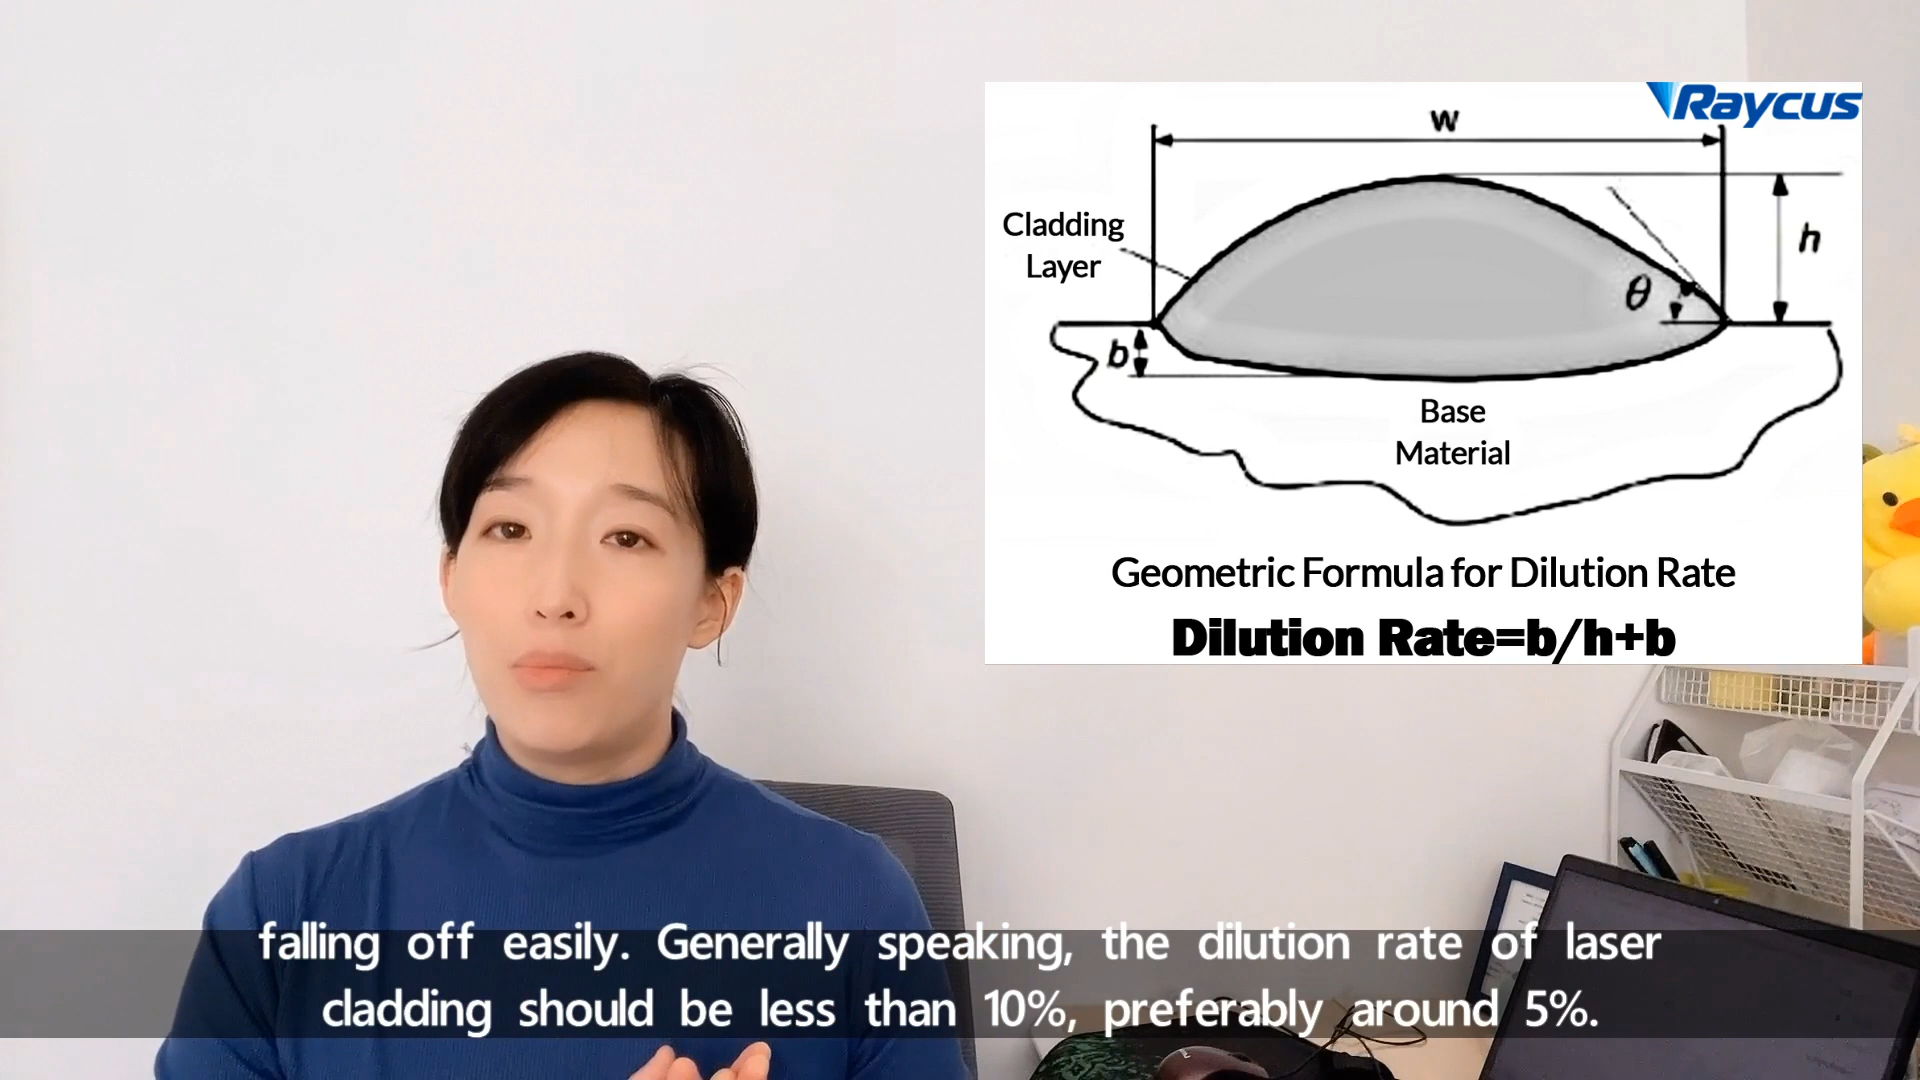 Raycus
w
Cladding
Layer
h
θ
b
Base
Material
Geometric Formula for Dilution Rate
Dilution Rate=b/h+b
falling off easily. Generally speaking, the dilution rate of laser
cladding should be less than 10%, preferably around 5%.